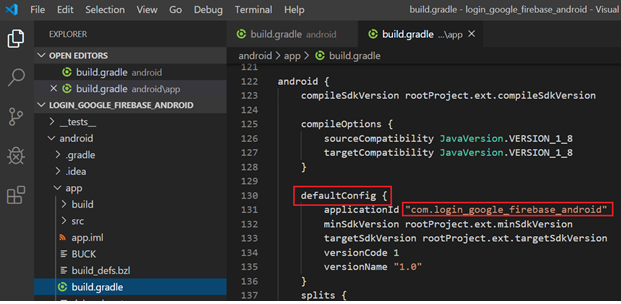 File Edit Selection View Go Debug Terminal Help build.gradle - login_google_firebase_android - Visual
EXPLORER
OPEN EDITORS
build.gradle android
build.gradle android\app
LOGIN_GOOGLE_FIREBASE_ANDROID
__tests__
android
.gradle
.idea
app
build
src
app.iml
BUCK
build_defs.bzl
build.gradle
build.gradle android build.gradle ...\app
android > app > build.gradle
121
122 android {
123 compileSdkVersion rootProject.ext.compileSdkVersion
124
125 compileOptions {
126 sourceCompatibility JavaVersion.VERSION_1_8
127 targetCompatibility JavaVersion.VERSION_1_8
128 }
129
130 defaultConfig {
131 applicationId "com.login_google_firebase_android"
132 minSdkVersion rootProject.ext.minSdkVersion
133 targetSdkVersion rootProject.ext.targetSdkVersion
134 versionCode 1
135 versionName "1.0"
136 }
137 splits {